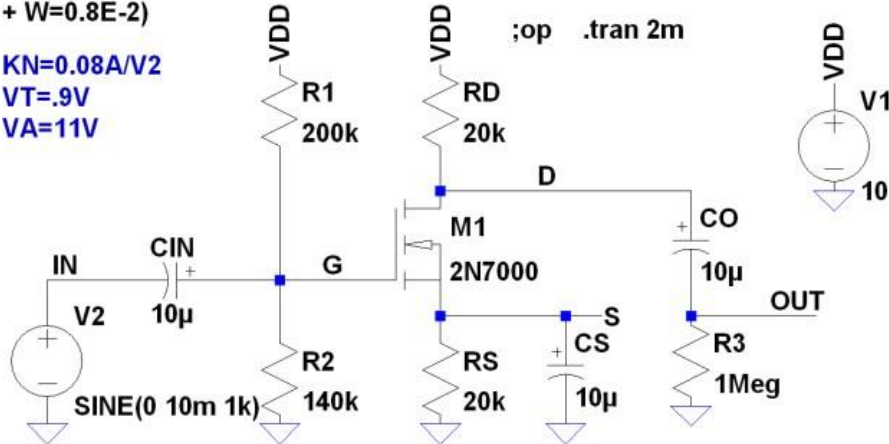 + W=0.8E-2)
KN=0.08A/V2
VT=.9V
VA=11V
;op .tran 2m
VDD
R1
200k
VDD
RD
20k
VDD
V1
10
D
M1
2N7000
CO
10µ
IN
CIN
10µ
G
V2
SINE(0 10m 1k)
R2
140k
S
RS
20k
CS
10µ
OUT
R3
1Meg